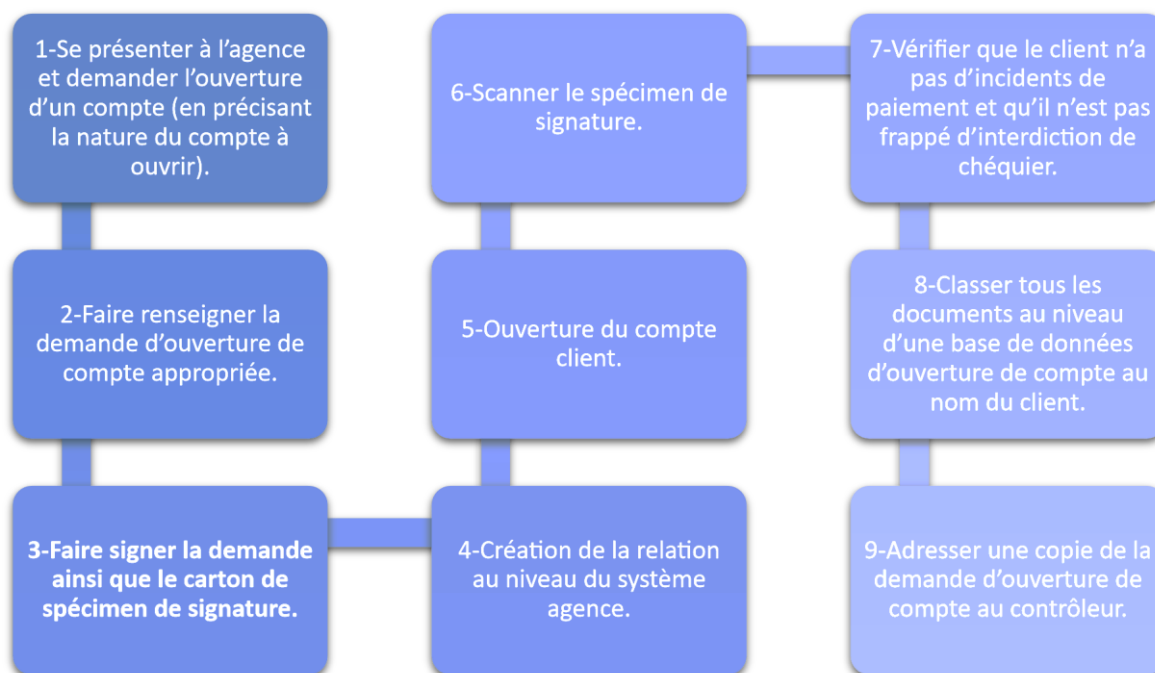 1-Se présenter à l’agence
et demander l’ouverture
d’un compte (en précisant
la nature du compte à
ouvrir).
2-Faire renseigner la
demande d’ouverture de
compte appropriée.
3-Faire signer la demande
ainsi que le carton de
spécimen de signature.
4-Création de la relation
au niveau du système
agence.
5-Ouverture du compte
client.
6-Scanner le spécimen de
signature.
7-Vérifier que le client n’a
pas d’incidents de
paiement et qu’il n’est pas
frappé d’interdiction de
chéquier.
8-Classer tous les
documents au niveau
d’une base de données
d’ouverture de compte au
nom du client.
9-Adresser une copie de la
demande d’ouverture de
compte au contrôleur.